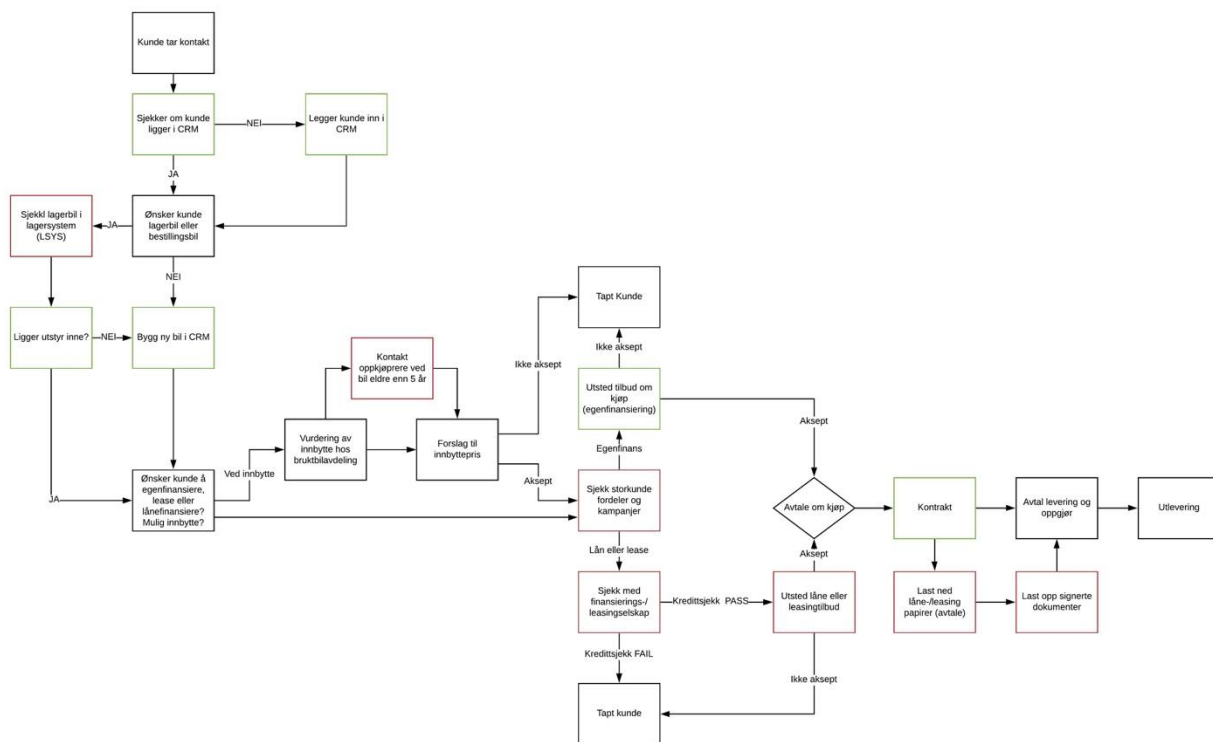 Kunde tar kontakt
Sjekker om kunde
ligger i CRM
NEI
Legger kunde inn i
CRM
JA
Sjekkl lagerbil i
lagersystem
(LSYS)
JA
Ønsker kunde
lagerbil eller
bestillingsbil
NEI
Ligger utstyr inne?
NEI
Bygg ny bil i CRM
JA
Ønsker kunde å
egenfinansiere,
lease eller
lånefinansiere?
Mulig innbytte?
Ved innbytte
Vurdering av
innbytte hos
bruktbilavdeling
Kontakt
oppkjøprere ved
bil eldre enn 5 år
Forslag til
innbyttepris
Ikke aksept
Aksept
Tapt Kunde
Ikke aksept
Utsted tilbud om
kjøp
(egenfinansiering)
Aksept
Egenfinans
Sjekk storkunde
fordeler og
kampanjer
Lån eller lease
Sjekk med
finansierings-/
leasingselskap
Kredittsjekk PASS
Kredittsjekk FAIL
Tapt kunde
Utsted låne eller
leasingtilbud
Ikke aksept
Aksept
Avtale om kjøp
Kontrakt
Last ned
låne-/leasing
papirer (avtale)
Last opp signerte
dokumenter
Avtal levering og
oppgjør
Utlevering